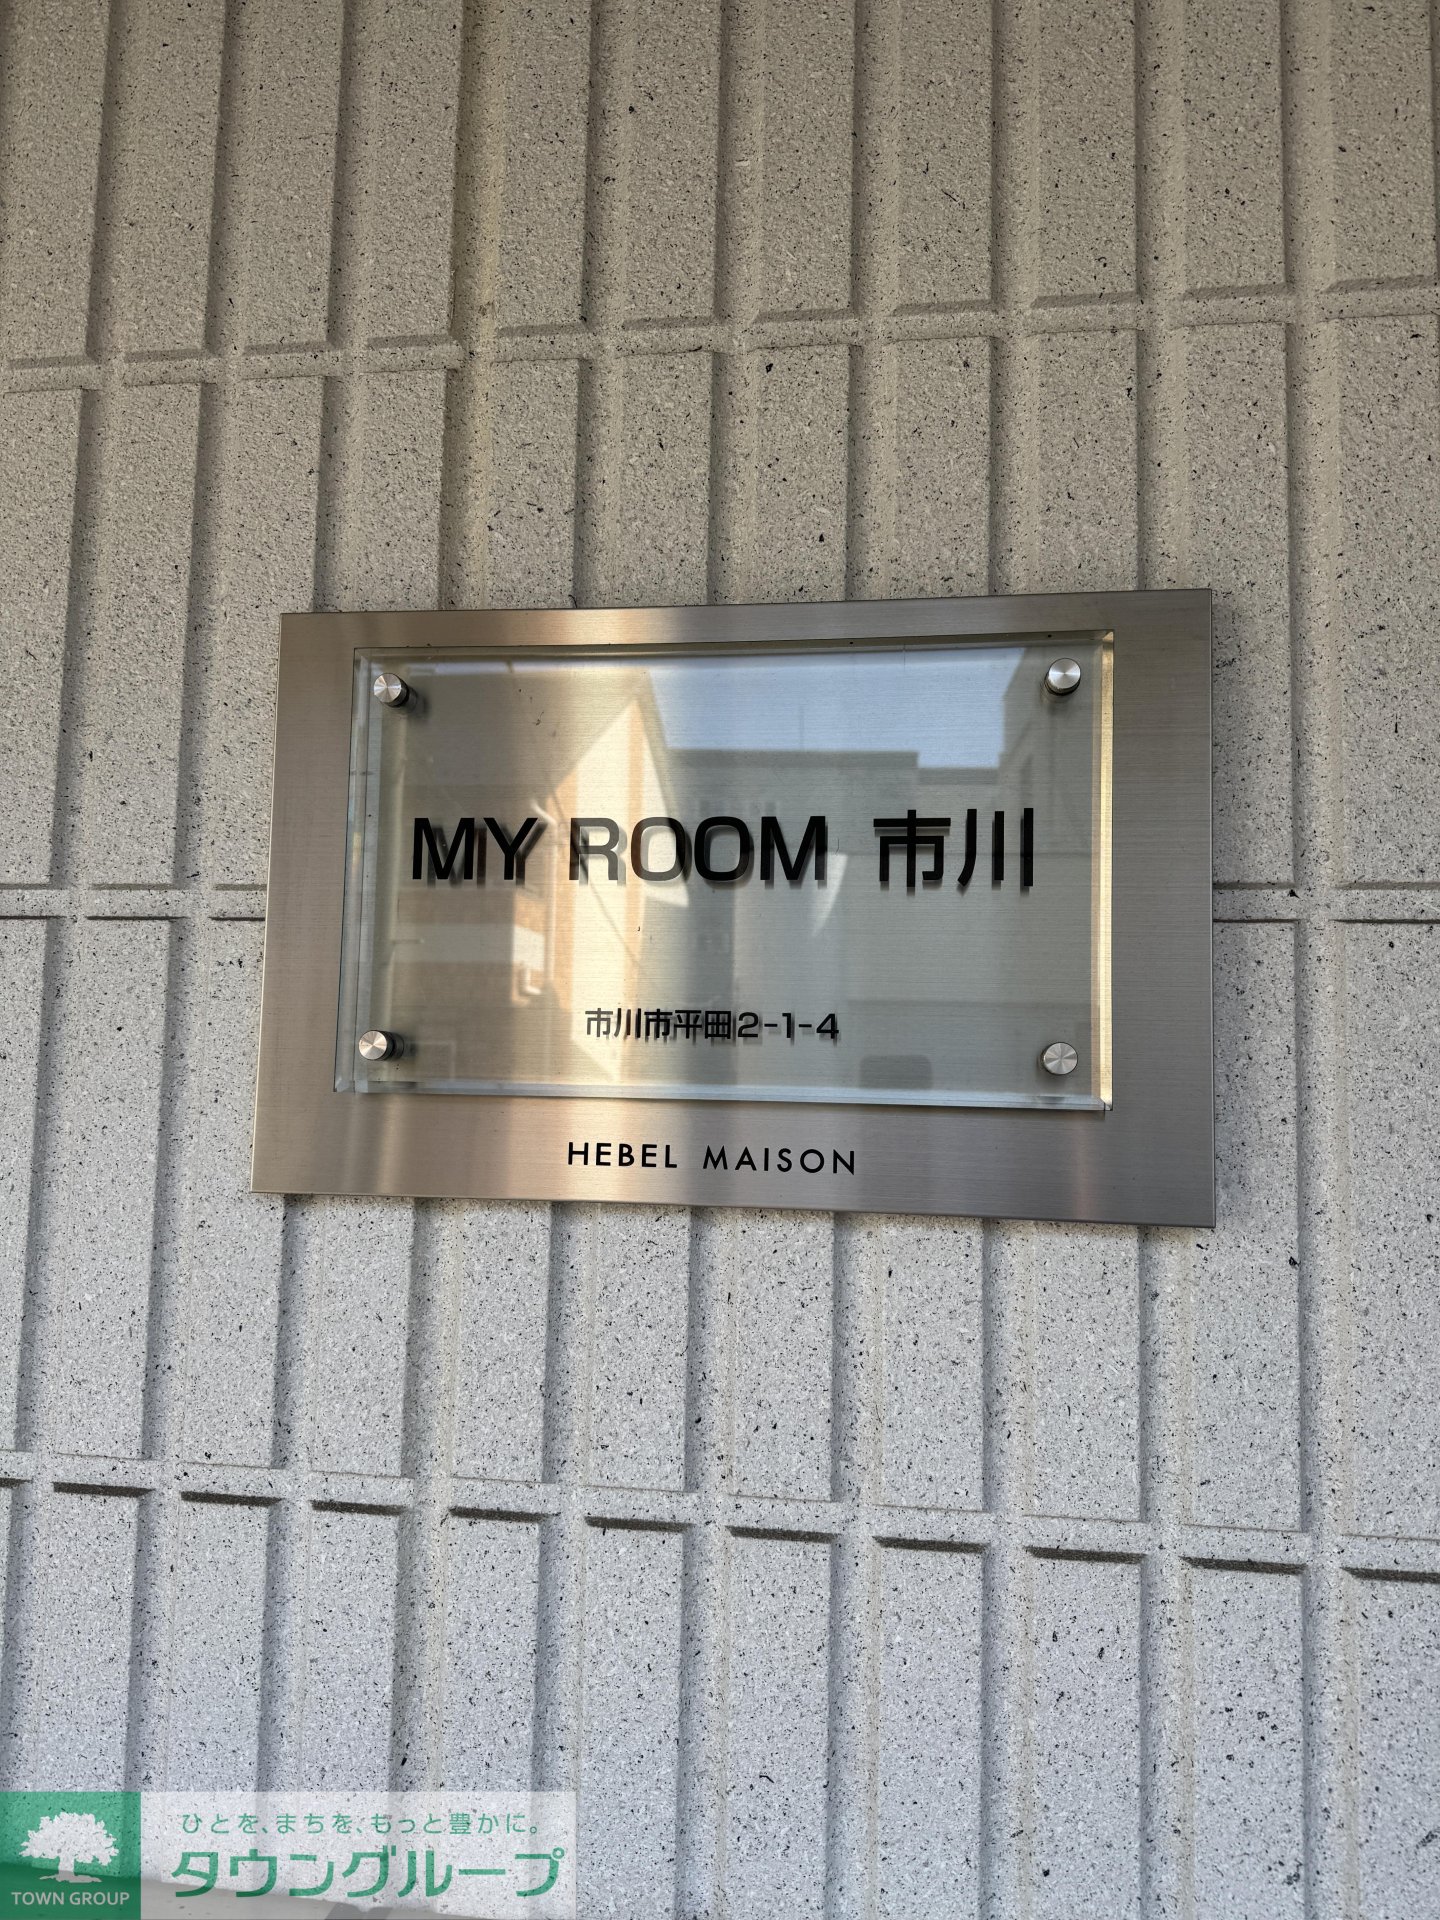 MY ROOM 市川
市川市平田2-1-4
HEBEL MAISON
ひとを、まちを、もっと豊かに。
タウングループ
TOWN GROUP